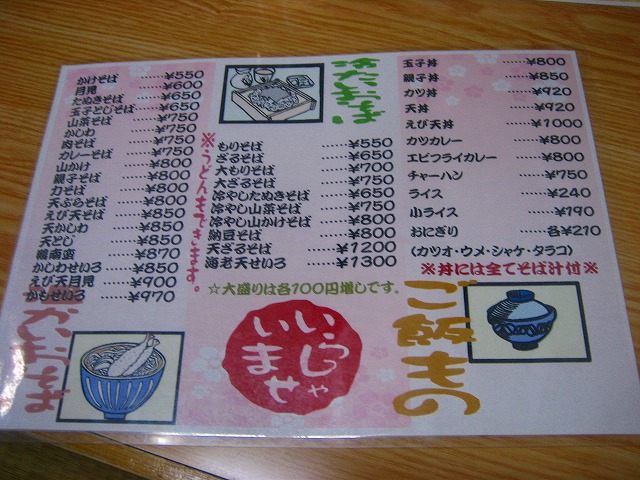 かけそば ………¥550
月見 ………¥600
たぬきそば ……¥650
玉子とじそば …¥650
山菜そば ………¥750
かしわ ………¥750
肉そば ………¥750
カレーそば ……¥750
山かけ ………¥800
親子そば ………¥800
力そば ………¥800
天ぷらそば ……¥800
えび天そば ……¥850
天かしわ ………¥850
天とじ ………¥850
鴨南蛮 ………¥870
かしわせいろ …¥850
えび天月見 ……¥900
かもせいろ ……¥970
※うどんもできます。
冷たいおそば
もりそば ………¥550
ざるそば ………¥650
大もりそば ……¥700
大ざるそば ……¥750
冷やしたぬきそば …¥650
冷やし山菜そば ……¥750
冷やし山かけそば …¥800
納豆そば ………¥800
天ざるそば ……¥1200
海老天せいろ …¥1300
☆大盛りは各100円増しです。
いらっしゃいませ
玉子丼 ……¥800
親子丼 ……¥850
カツ丼 ……¥920
天丼 ……¥920
えび天丼 ……¥1000
カツカレー ……¥800
エビフライカレー ……¥800
チャーハン ……¥750
ライス ……¥240
小ライス ……¥190
おにぎり ……各¥210
(カツオ・ウメ・シャケ・タラコ)
※丼には全てそば汁付※
ご飯もの